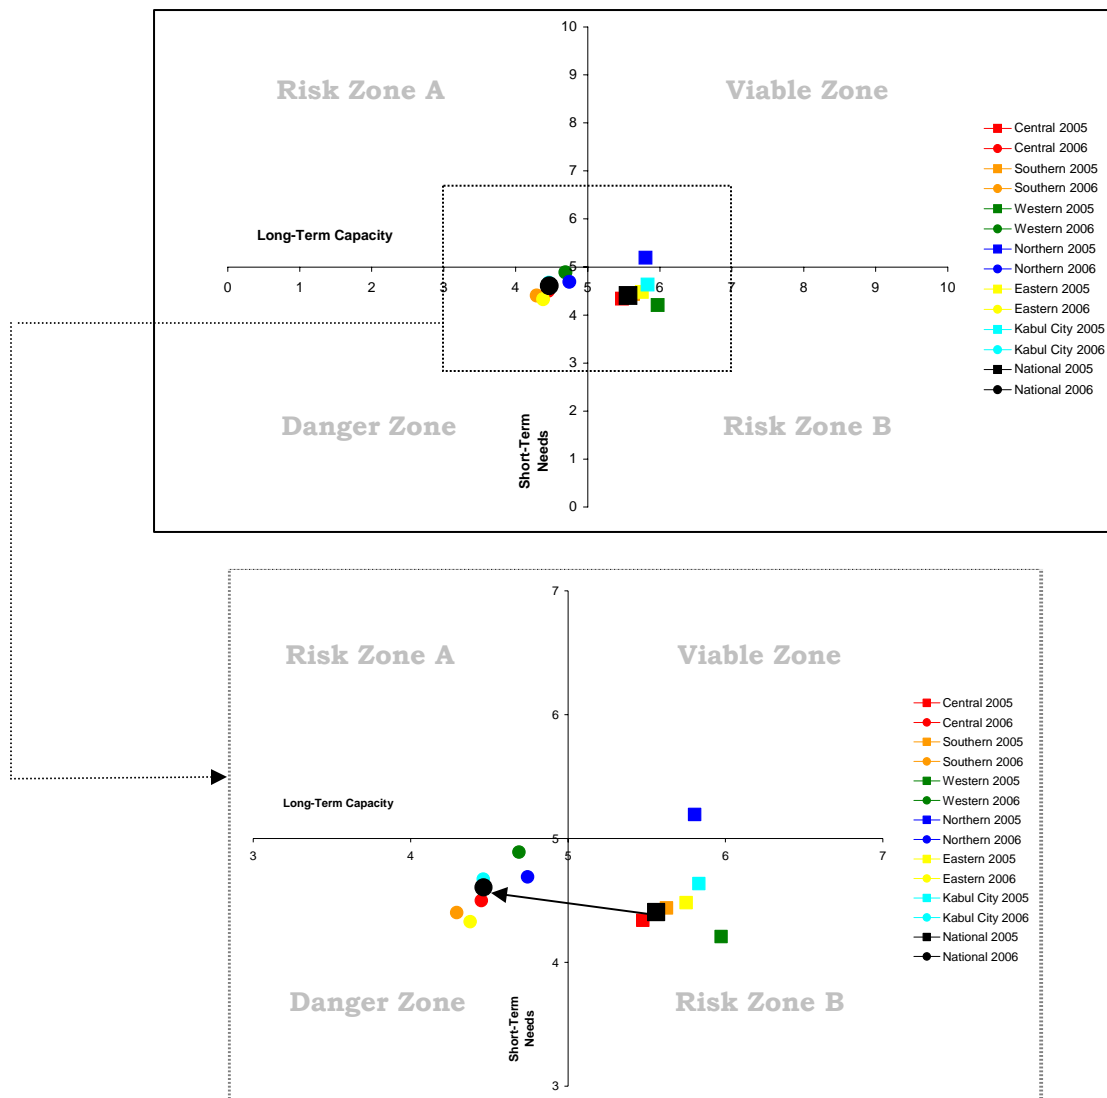 10
9
Risk Zone A
Viable Zone
8
7
6
Long-Term Capacity
5
0 1 2 3 4 5 6 7 8 9 10
4
3
Danger Zone
Risk Zone B
2
Short-Term
Needs
1
0
Central 2005
Central 2006
Southern 2005
Southern 2006
Western 2005
Western 2006
Northern 2005
Northern 2006
Eastern 2005
Eastern 2006
Kabul City 2005
Kabul City 2006
National 2005
National 2006
7
Risk Zone A
Viable Zone
6
Long-Term Capacity
5
3 4 5 6 7
4
Danger Zone
Risk Zone B
Short-Term
Needs
3
Central 2005
Central 2006
Southern 2005
Southern 2006
Western 2005
Western 2006
Northern 2005
Northern 2006
Eastern 2005
Eastern 2006
Kabul City 2005
Kabul City 2006
National 2005
National 2006